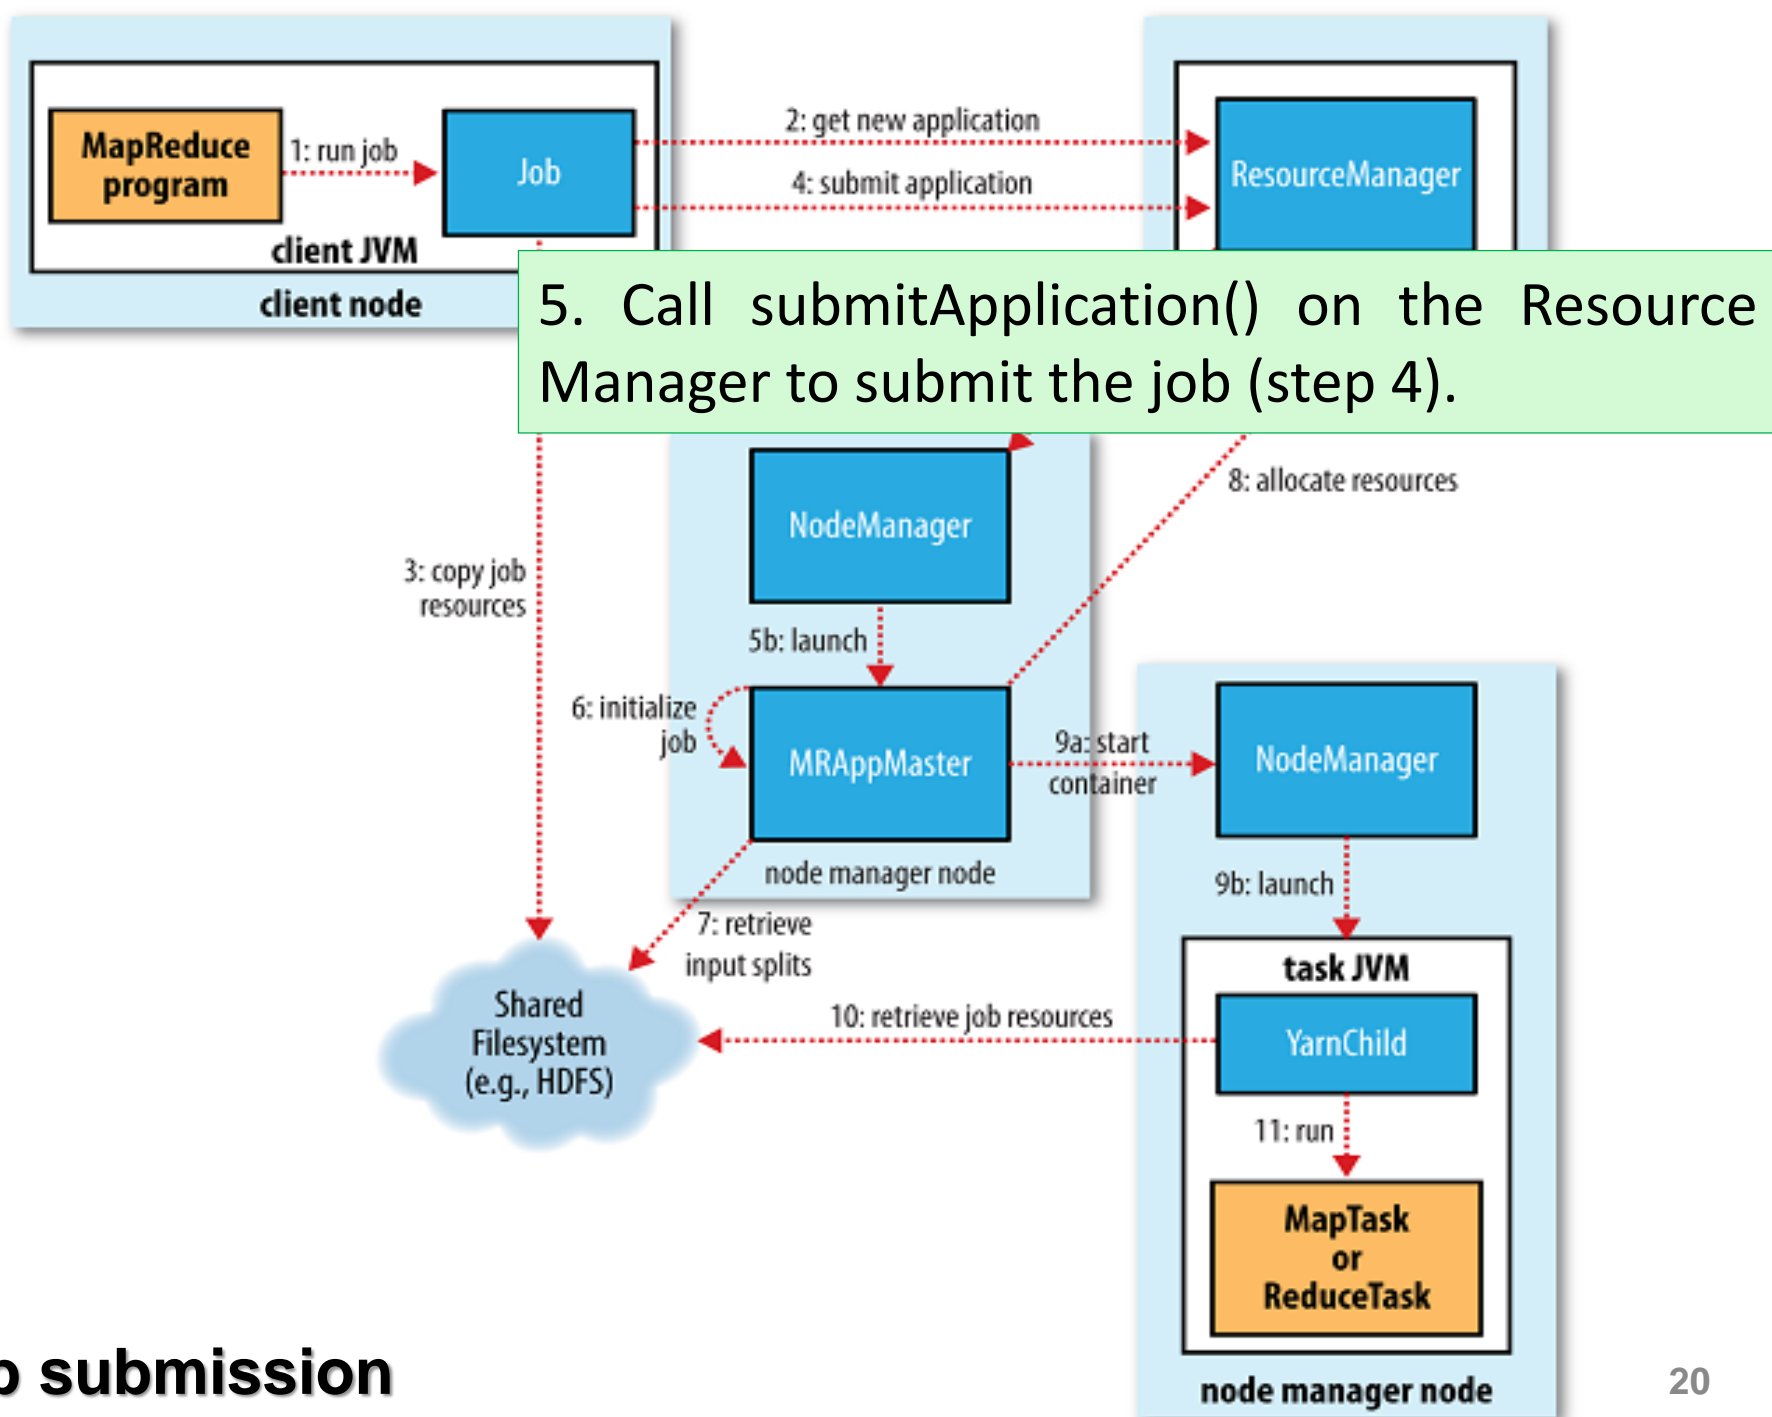 MapReduce
program
1: run job
Job
client JVM
client node
2: get new application
4: submit application
ResourceManager
5. Call submitApplication() on the Resource
Manager to submit the job (step 4).
NodeManager
8: allocate resources
3: copy job
resources
5b: launch
6: initialize
job
MRAppMaster
9a: start
container
NodeManager
node manager node
9b: launch
7: retrieve
input splits
task JVM
Shared
Filesystem
(e.g., HDFS)
10: retrieve job resources
YarnChild
11: run
MapTask
or
ReduceTask
node manager node
submission
20